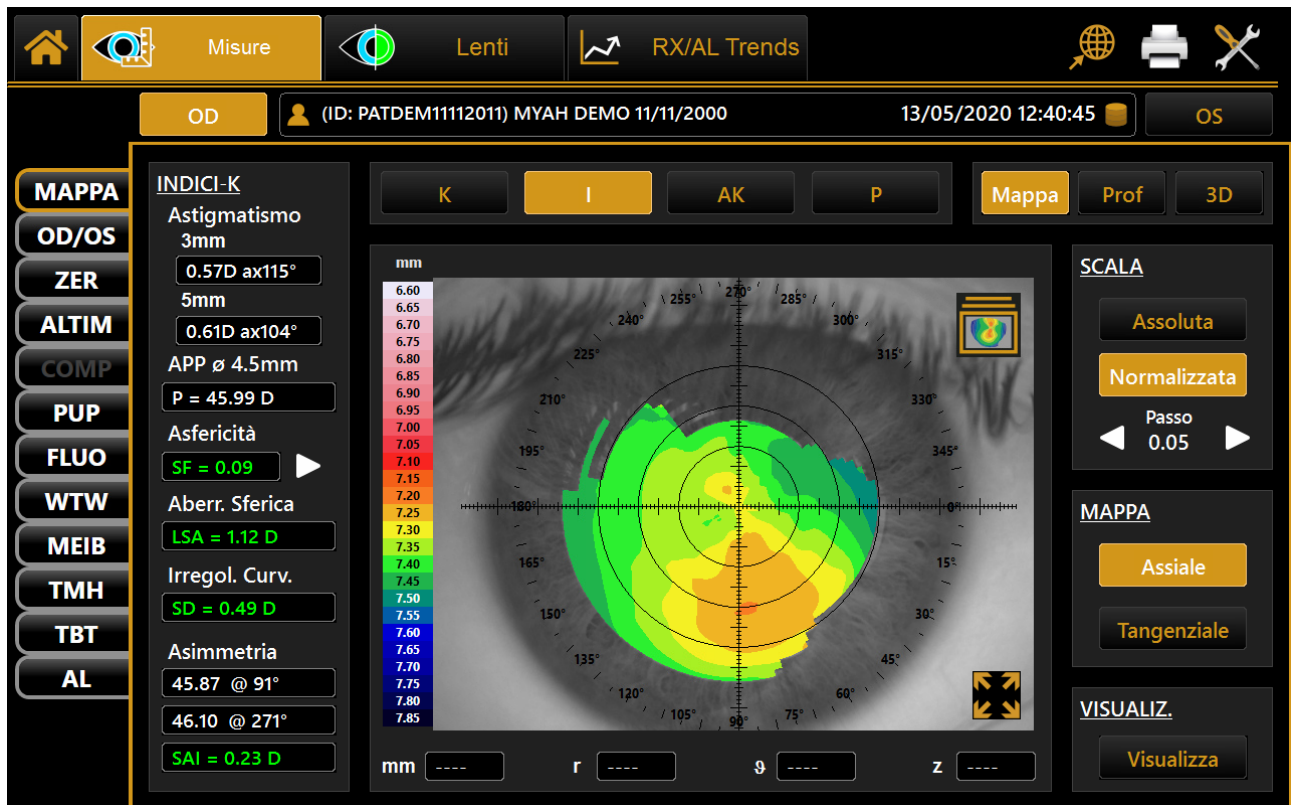 Misure
Lenti
RX/AL Trends
OD
(ID: PATDEM11112011) MYAH DEMO 11/11/2000
13/05/2020 12:40:45
OS
MAPPA
OD/OS
ZER
ALTIM
COMP
PUP
FLUO
WTW
MEIB
TMH
TBT
AL
INDICI-K
Astigmatismo
3mm
0.57D ax115°
5mm
0.61D ax104°
APP ø 4.5mm
P = 45.99 D
Asfericità
SF = 0.09
Aberr. Sferica
LSA = 1.12 D
Irregol. Curv.
SD = 0.49 D
Asimmetria
45.87 @ 91°
46.10 @ 271°
SAI = 0.23 D
K
I
AK
P
Mappa
Prof
3D
mm
6.60
6.65
6.70
6.75
6.80
6.85
6.90
6.95
7.00
7.05
7.10
7.15
7.20
7.25
7.30
7.35
7.40
7.45
7.50
7.55
7.60
7.65
7.70
7.75
7.80
7.85
270°
255°
285°
240°
300°
225°
315°
210°
330°
195°
345°
180°
0°
165°
15°
150°
30°
135°
45°
120°
60°
105°
75°
90°
mm ----
r ----
ϑ ----
z ----
SCALA
Assoluta
Normalizzata
Passo
0.05
MAPPA
Assiale
Tangenziale
VISUALIZ.
Visualizza